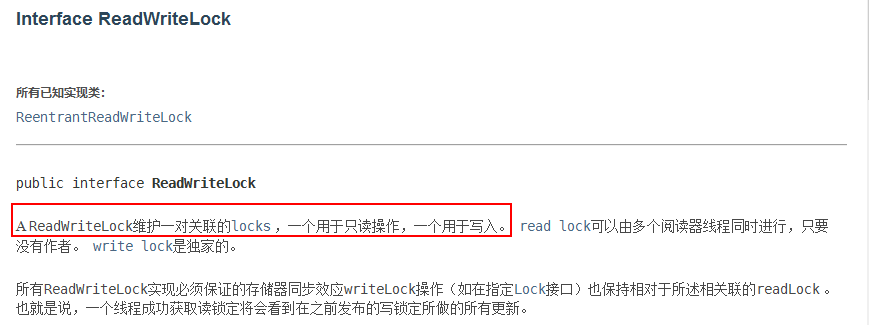 Interface ReadWriteLock
所有已知实现类：
ReentrantReadWriteLock
public interface ReadWriteLock
A ReadWriteLock维护一对关联的locks ，一个用于只读操作，一个用于写入。 read lock可以由多个阅读器线程同时进行，只要
没有作者。 write lock是独家的。
所有ReadWriteLock实现必须保证的存储器同步效应writeLock操作（如在指定Lock接口）也保持相对于所述相关联的readLock 。
也就是说，一个线程成功获取读锁定将会看到在之前发布的写锁定所做的所有更新。